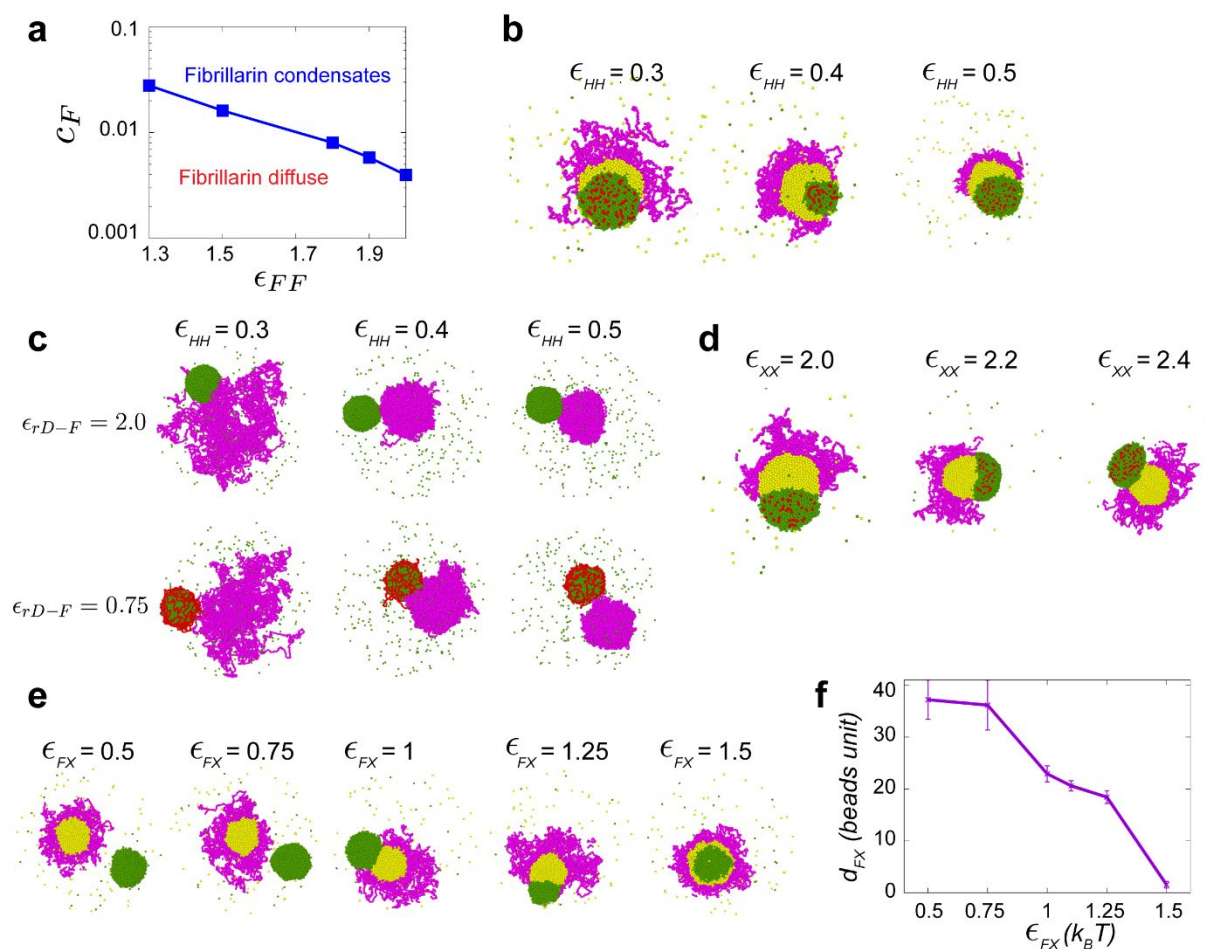 a
0.1
0.01
0.001
c_F
Fibrillarin condensates
Fibrillarin diffuse
1.3 1.5 1.7 1.9
ϵ_FF
b
ϵ_HH = 0.3 ϵ_HH = 0.4 ϵ_HH = 0.5
c
ϵ_HH = 0.3 ϵ_HH = 0.4 ϵ_HH = 0.5
ϵ_rD−F = 2.0
ϵ_rD−F = 0.75
d
ϵ_XX = 2.0 ϵ_XX = 2.2 ϵ_XX = 2.4
e
ϵ_FX = 0.5 ϵ_FX = 0.75 ϵ_FX = 1 ϵ_FX = 1.25 ϵ_FX = 1.5
f
40
30
20
10
0
d_FX (beads unit)
0.5 0.75 1 1.25 1.5
ϵ_FX (k_BT)